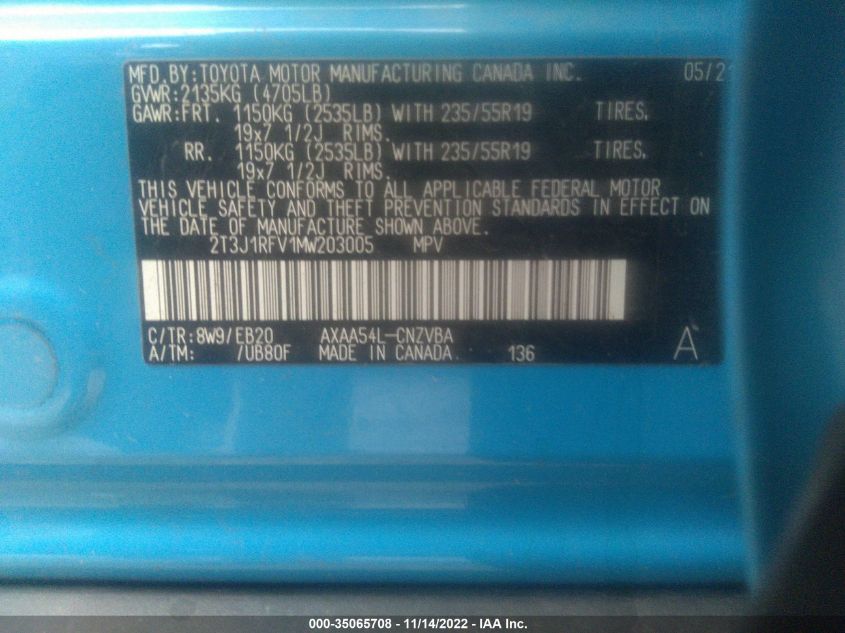 MFD.BY:TOYOTA MOTOR MANUFACTURING CANADA INC. 05/21
GVWR:2135KG (4705LB)
GAWR:FRT. 1150KG (2535LB) WITH 235/55R19 TIRES,
19x7 1/2J RIMS.
RR. 1150KG (2535LB) WITH 235/55R19 TIRES,
19x7 1/2J RIMS.
THIS VEHICLE CONFORMS TO ALL APPLICABLE FEDERAL MOTOR
VEHICLE SAFETY AND THEFT PREVENTION STANDARDS IN EFFECT ON
THE DATE OF MANUFACTURE SHOWN ABOVE.
2T3J1RFV1MW203005 MPV
C/TR:8W9/EB20 AXAA54L-CNZVBA
A/TM: /UB80F MADE IN CANADA. 136 A
000-35065708 - 11/14/2022 - IAA Inc.